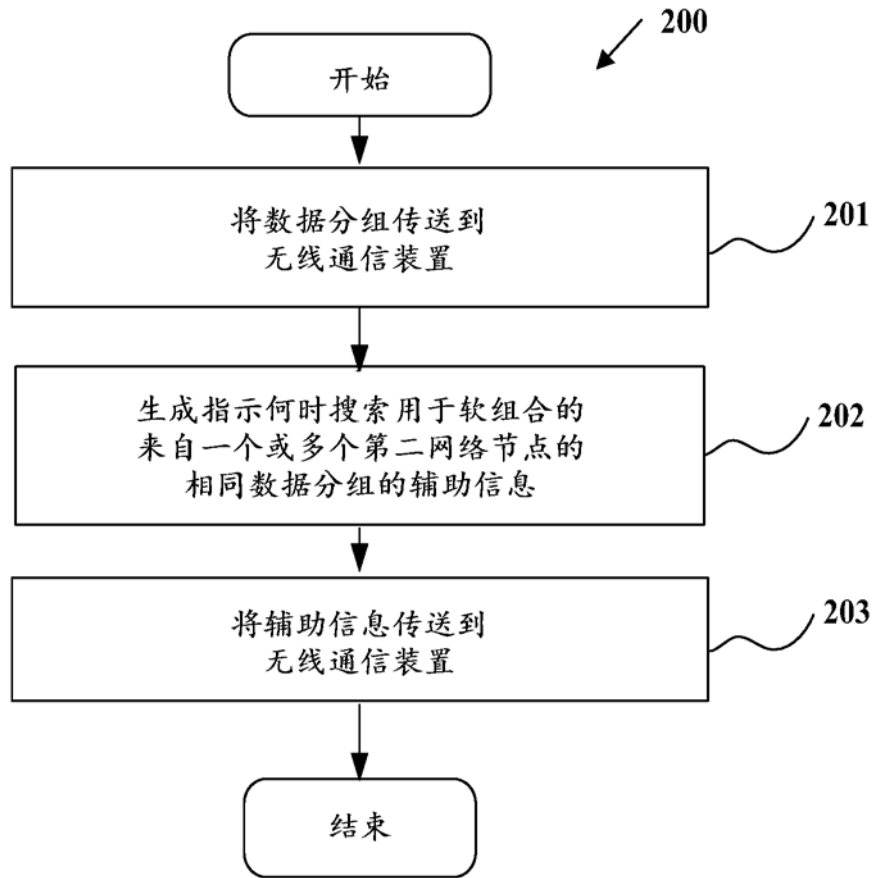 200
开始
将数据分组传送到
无线通信装置
201
生成指示何时搜索用于软组合的
来自一个或多个第二网络节点的
相同数据分组的辅助信息
202
将辅助信息传送到
无线通信装置
203
结束